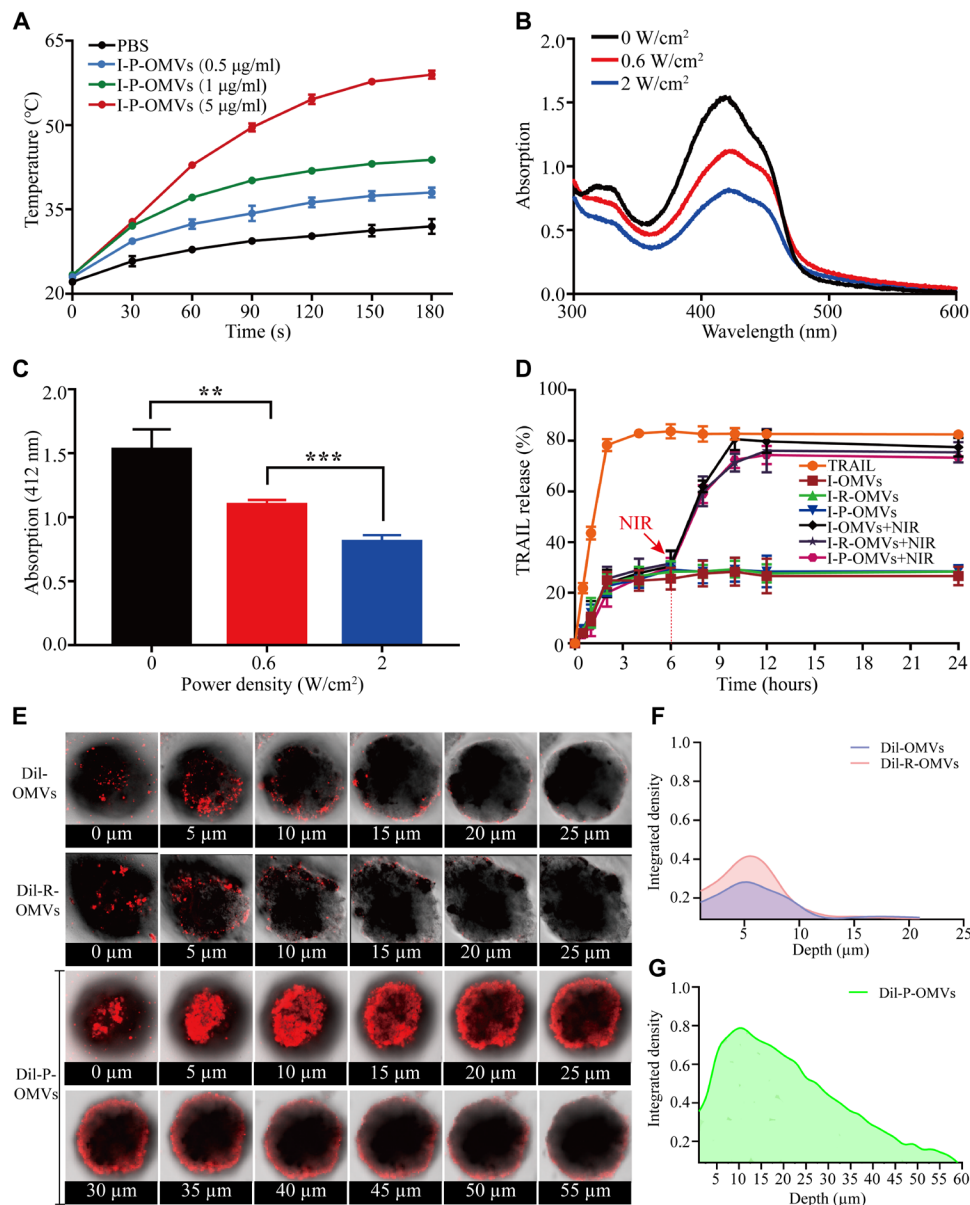 A
PBS
I-P-OMVs (0.5 µg/ml)
I-P-OMVs (1 µg/ml)
I-P-OMVs (5 µg/ml)
Temperature (°C)
65
55
45
35
20
0 30 60 90 120 150 180
Time (s)
B
0 W/cm²
0.6 W/cm²
2 W/cm²
Absorption
2.0
1.5
1.0
0.5
0.0
300 400 500 600
Wavelength (nm)
C
Absorption (412 nm)
2.0
1.5
1.0
0.5
0.0
**
***
0 0.6 2
Power density (W/cm²)
D
TRAIL release (%)
100
80
60
40
20
0
NIR
TRAIL
I-OMVs
I-R-OMVs
I-P-OMVs
I-OMVs+NIR
I-R-OMVs+NIR
I-P-OMVs+NIR
0 3 6 9 12 15 18 21 24
Time (hours)
E
Dil-
OMVs
0 µm 5 µm 10 µm 15 µm 20 µm 25 µm
Dil-R-
OMVs
0 µm 5 µm 10 µm 15 µm 20 µm 25 µm
Dil-P-
OMVs
0 µm 5 µm 10 µm 15 µm 20 µm 25 µm
30 µm 35 µm 40 µm 45 µm 50 µm 55 µm
F
Dil-OMVs
Dil-R-OMVs
Integrated density
1.0
0.8
0.6
0.4
0.2
5 10 15 20 25
Depth (µm)
G
Dil-P-OMVs
Integrated density
1.0
0.8
0.6
0.4
0.2
5 10 15 20 25 30 35 40 45 50 55 60
Depth (µm)